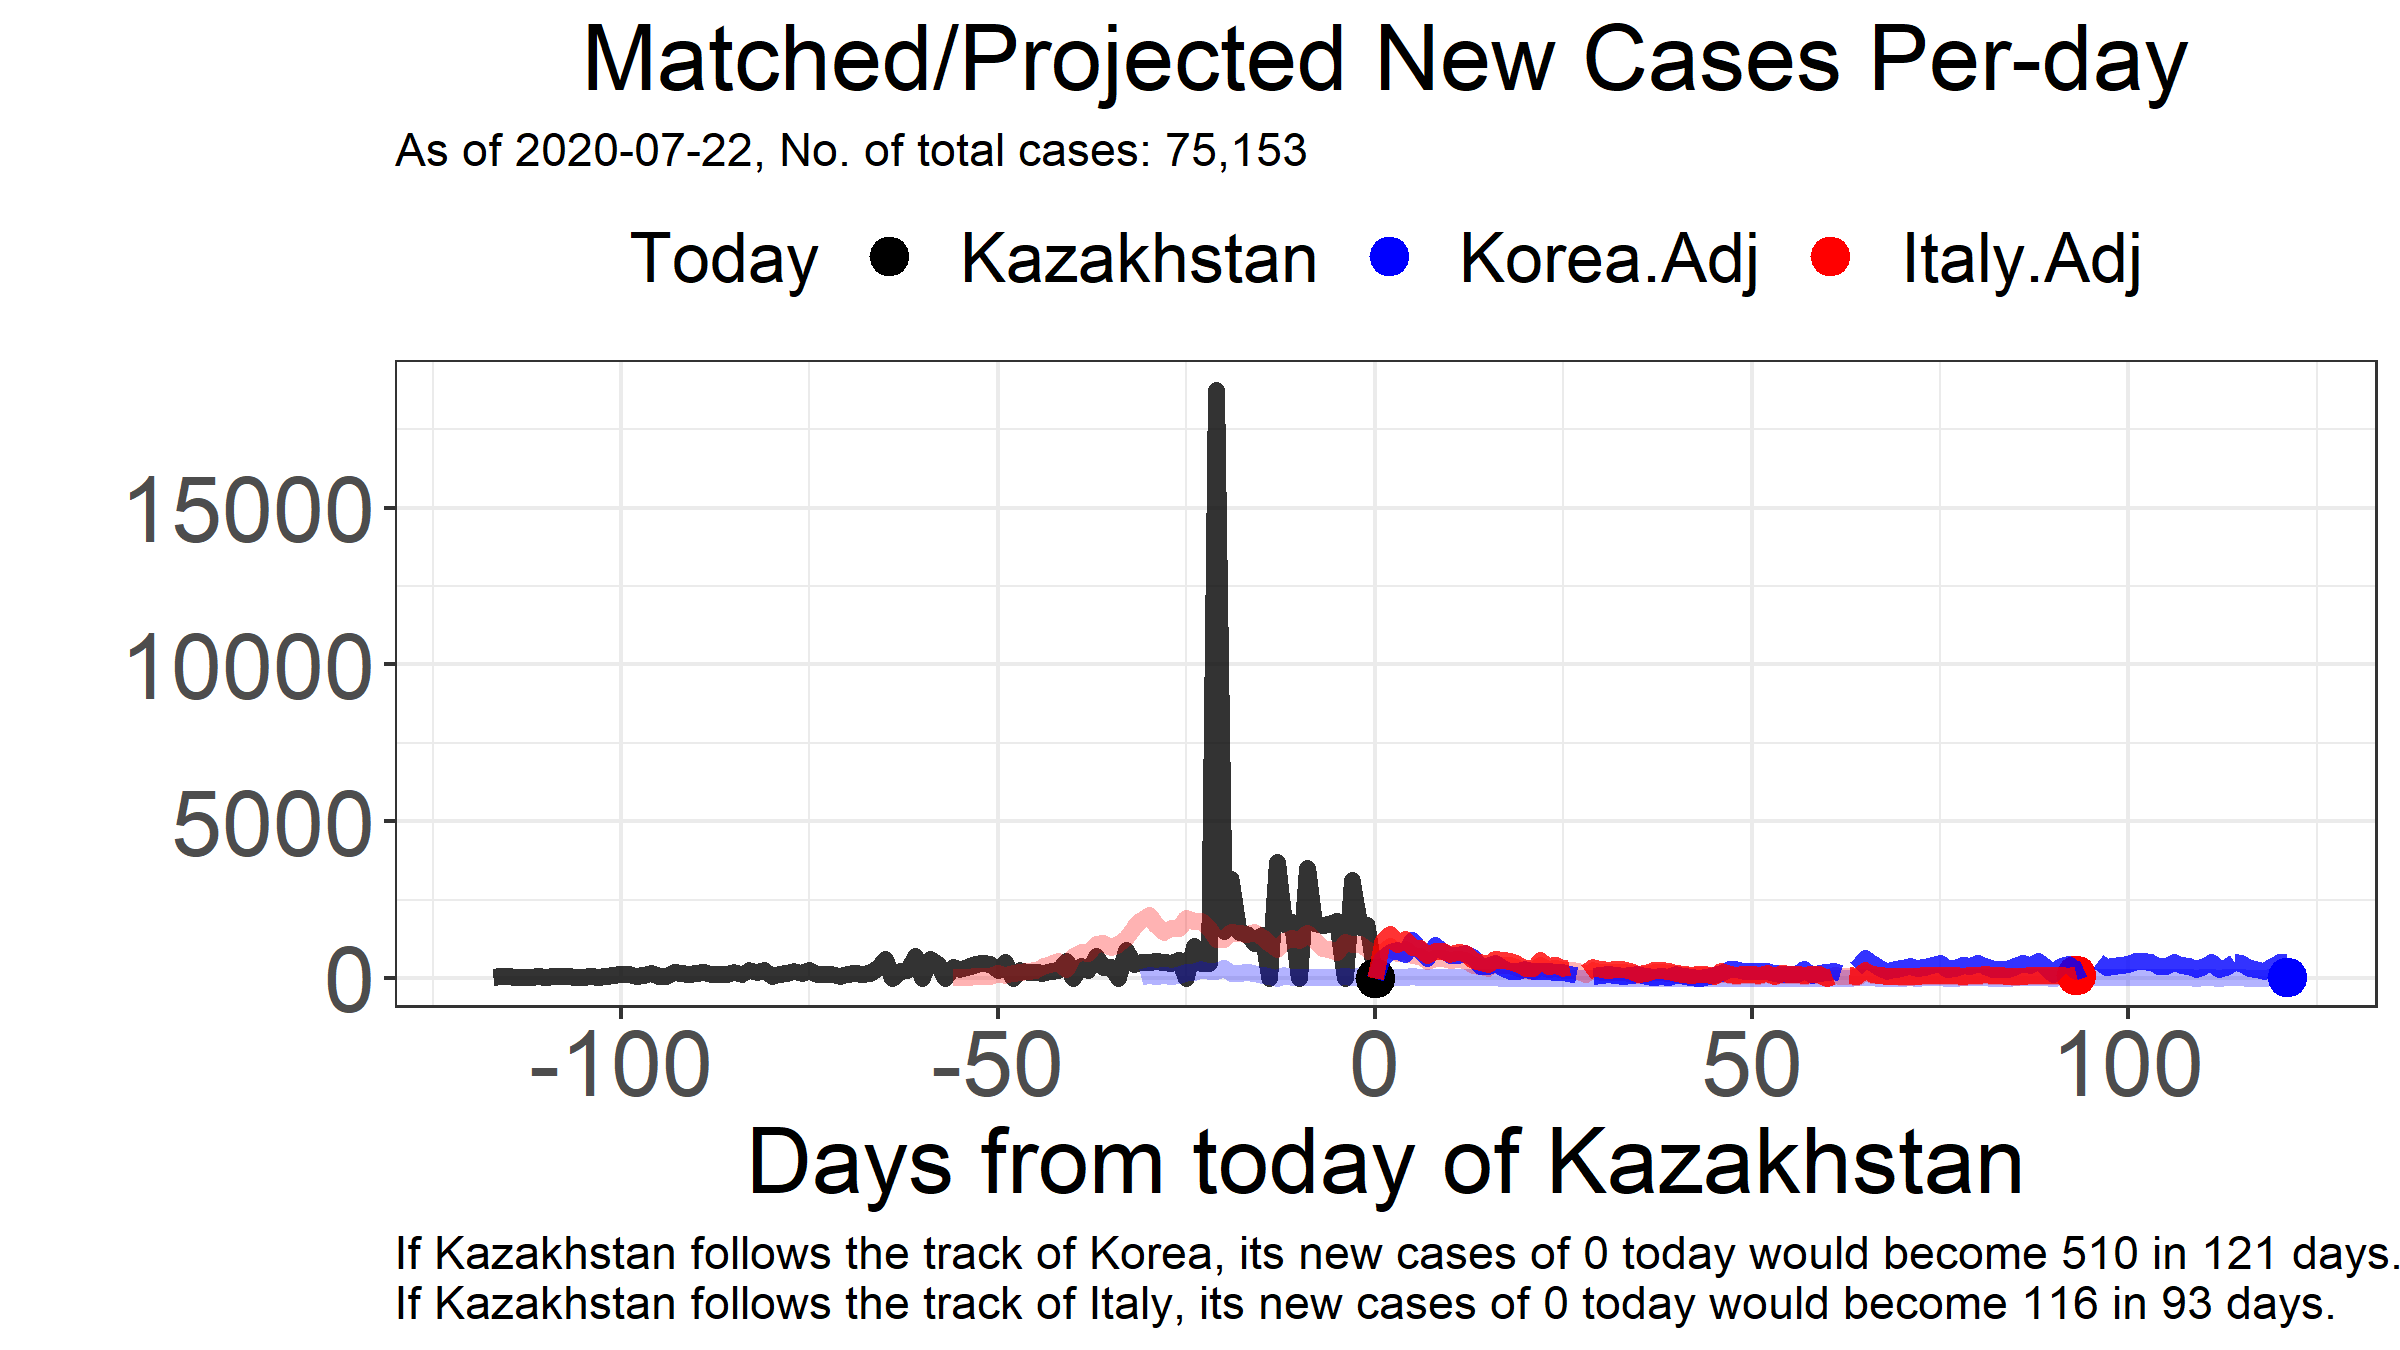 Matched/Projected New Cases Per-day
As of 2020-07-22, No. of total cases: 75,153
Today Kazakhstan Korea.Adj Italy.Adj
15000
10000
5000
0
-100 -50 0 50 100
Days from today of Kazakhstan
If Kazakhstan follows the track of Korea, its new cases of 0 today would become 510 in 121 days.
If Kazakhstan follows the track of Italy, its new cases of 0 today would become 116 in 93 days.